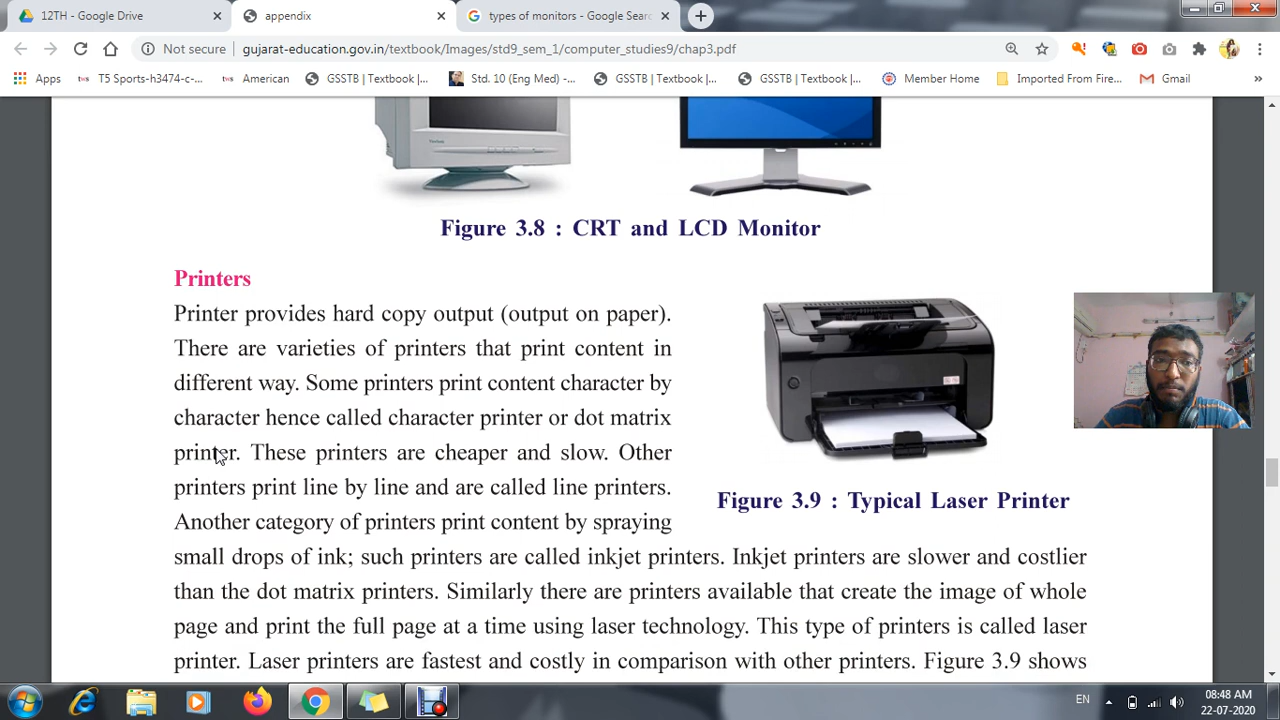 12TH - Google Drive
appendix
types of monitors - Google Sear
Not secure
gujarat-education.gov.in/textbook/Images/std9_sem_1/computer_studies9/chap3.pdf
Apps
T5 Sports-h3474-c-...
American
GSSTB | Textbook |...
Std. 10 (Eng Med) -...
GSSTB | Textbook |...
GSSTB | Textbook |...
Member Home
Imported From Fire...
Gmail
»
Figure 3.8 : CRT and LCD Monitor
Printers
Printer provides hard copy output (output on paper).
There are varieties of printers that print content in
different way. Some printers print content character by
character hence called character printer or dot matrix
printer. These printers are cheaper and slow. Other
printers print line by line and are called line printers.
Another category of printers print content by spraying
small drops of ink; such printers are called inkjet printers. Inkjet printers are slower and costlier
than the dot matrix printers. Similarly there are printers available that create the image of whole
page and print the full page at a time using laser technology. This type of printers is called laser
printer. Laser printers are fastest and costly in comparison with other printers. Figure 3.9 shows
Figure 3.9 : Typical Laser Printer
EN
08:48 AM
22-07-2020